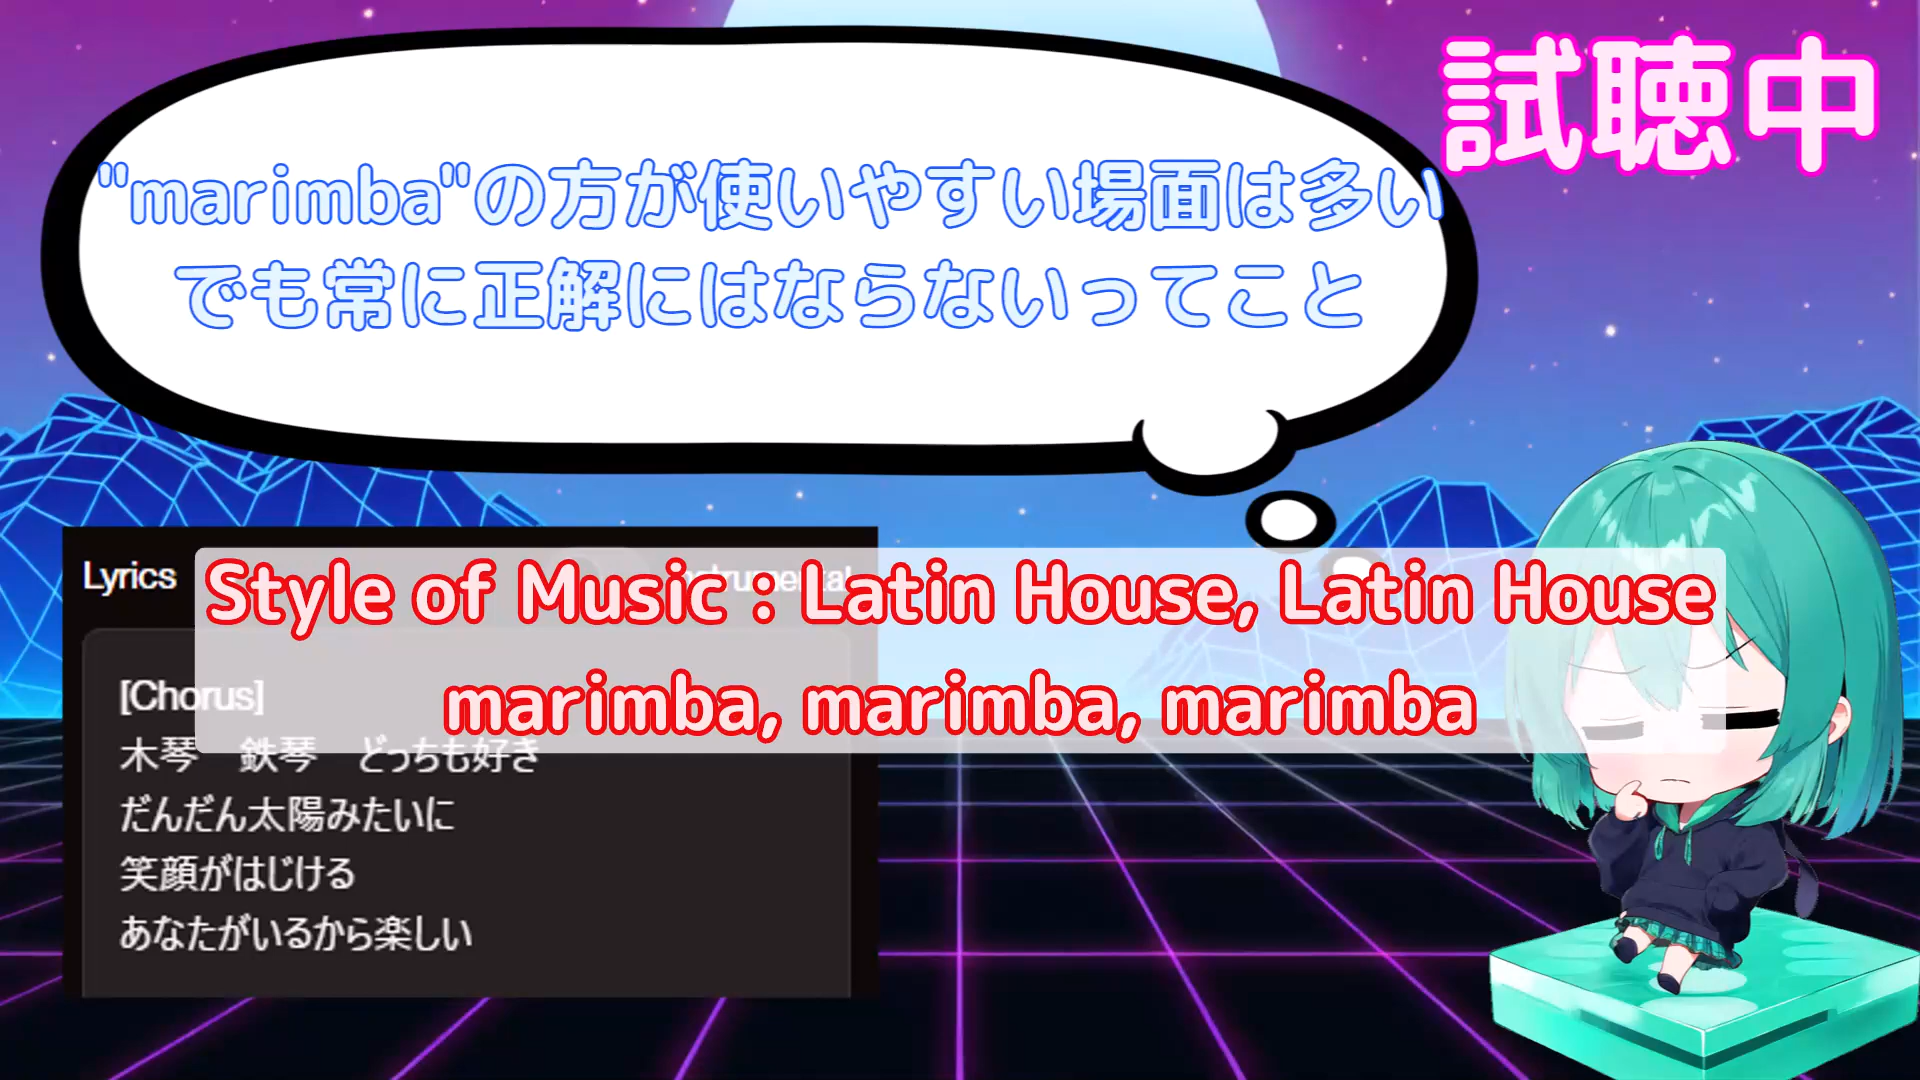 試聴中
"marimba"の方が使いやすい場面は多い
でも常に正解にはならないってこと
Lyrics
Instrumental
Style of Music : Latin House, Latin House
marimba, marimba, marimba
[Chorus]
木琴　鉄琴　どっちも好き
だんだん太陽みたいに
笑顔がはじける
あなたがいるから楽しい